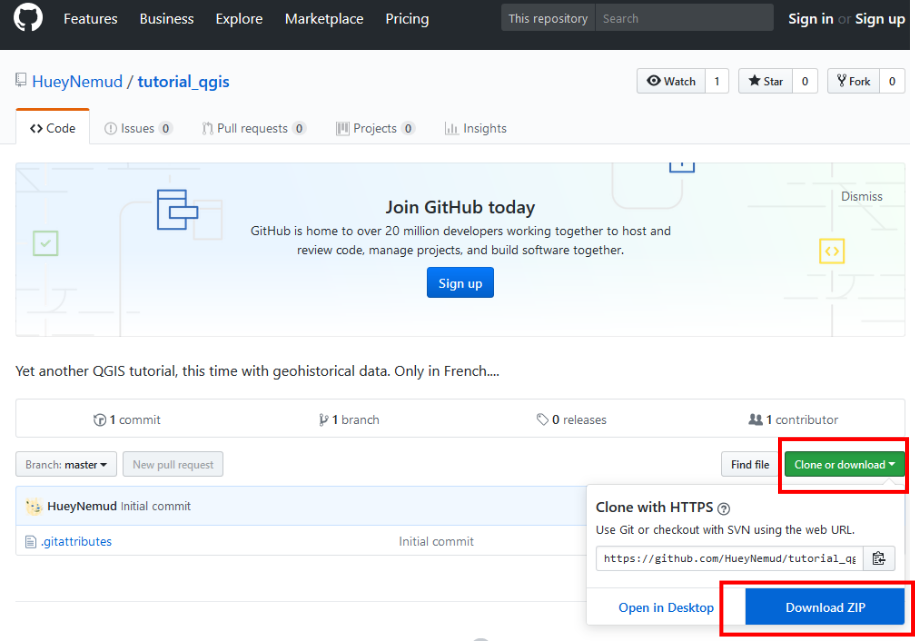 Features Business Explore Marketplace Pricing This repository Search Sign in or Sign up
HueyNemud / tutorial_qgis Watch 1 Star 0 Fork 0
Code Issues 0 Pull requests 0 Projects 0 Insights
Dismiss
Join GitHub today
GitHub is home to over 20 million developers working together to host and
review code, manage projects, and build software together.
Sign up
Yet another QGIS tutorial, this time with geohistorical data. Only in French....
1 commit 1 branch 0 releases 1 contributor
Branch: master New pull request Find file Clone or download
HueyNemud Initial commit
.gitattributes Initial commit
Clone with HTTPS ?
Use Git or checkout with SVN using the web URL.
https://github.com/HueyNemud/tutorial_qg
Open in Desktop Download ZIP